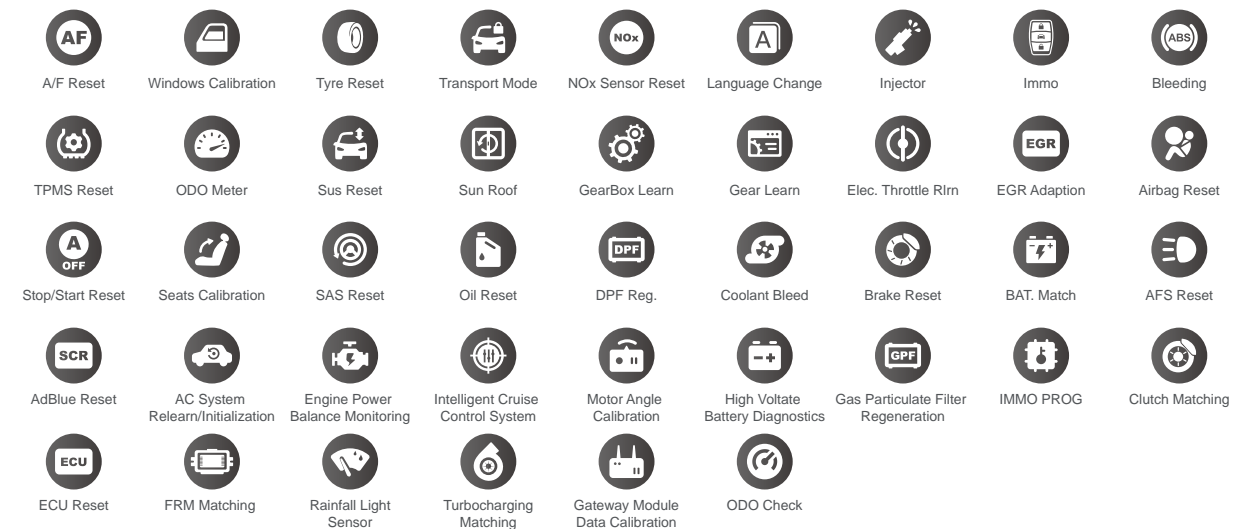 AF
NOx
A
ABS
A/F Reset
Windows Calibration
Tyre Reset
Transport Mode
NOx Sensor Reset
Language Change
Injector
Immo
Bleeding
EGR
TPMS Reset
ODO Meter
Sus Reset
Sun Roof
GearBox Learn
Gear Learn
Elec. Throttle Rlrn
EGR Adaption
Airbag Reset
A
OFF
DPF
Stop/Start Reset
Seats Calibration
SAS Reset
Oil Reset
DPF Reg.
Coolant Bleed
Brake Reset
BAT. Match
AFS Reset
SCR
GPF
AdBlue Reset
AC System
Relearn/Initialization
Engine Power
Balance Monitoring
Intelligent Cruise
Control System
Motor Angle
Calibration
High Voltate
Battery Diagnostics
Gas Particulate Filter
Regeneration
IMMO PROG
Clutch Matching
ECU
ECU Reset
FRM Matching
Rainfall Light
Sensor
Turbocharging
Matching
Gateway Module
Data Calibration
ODO Check